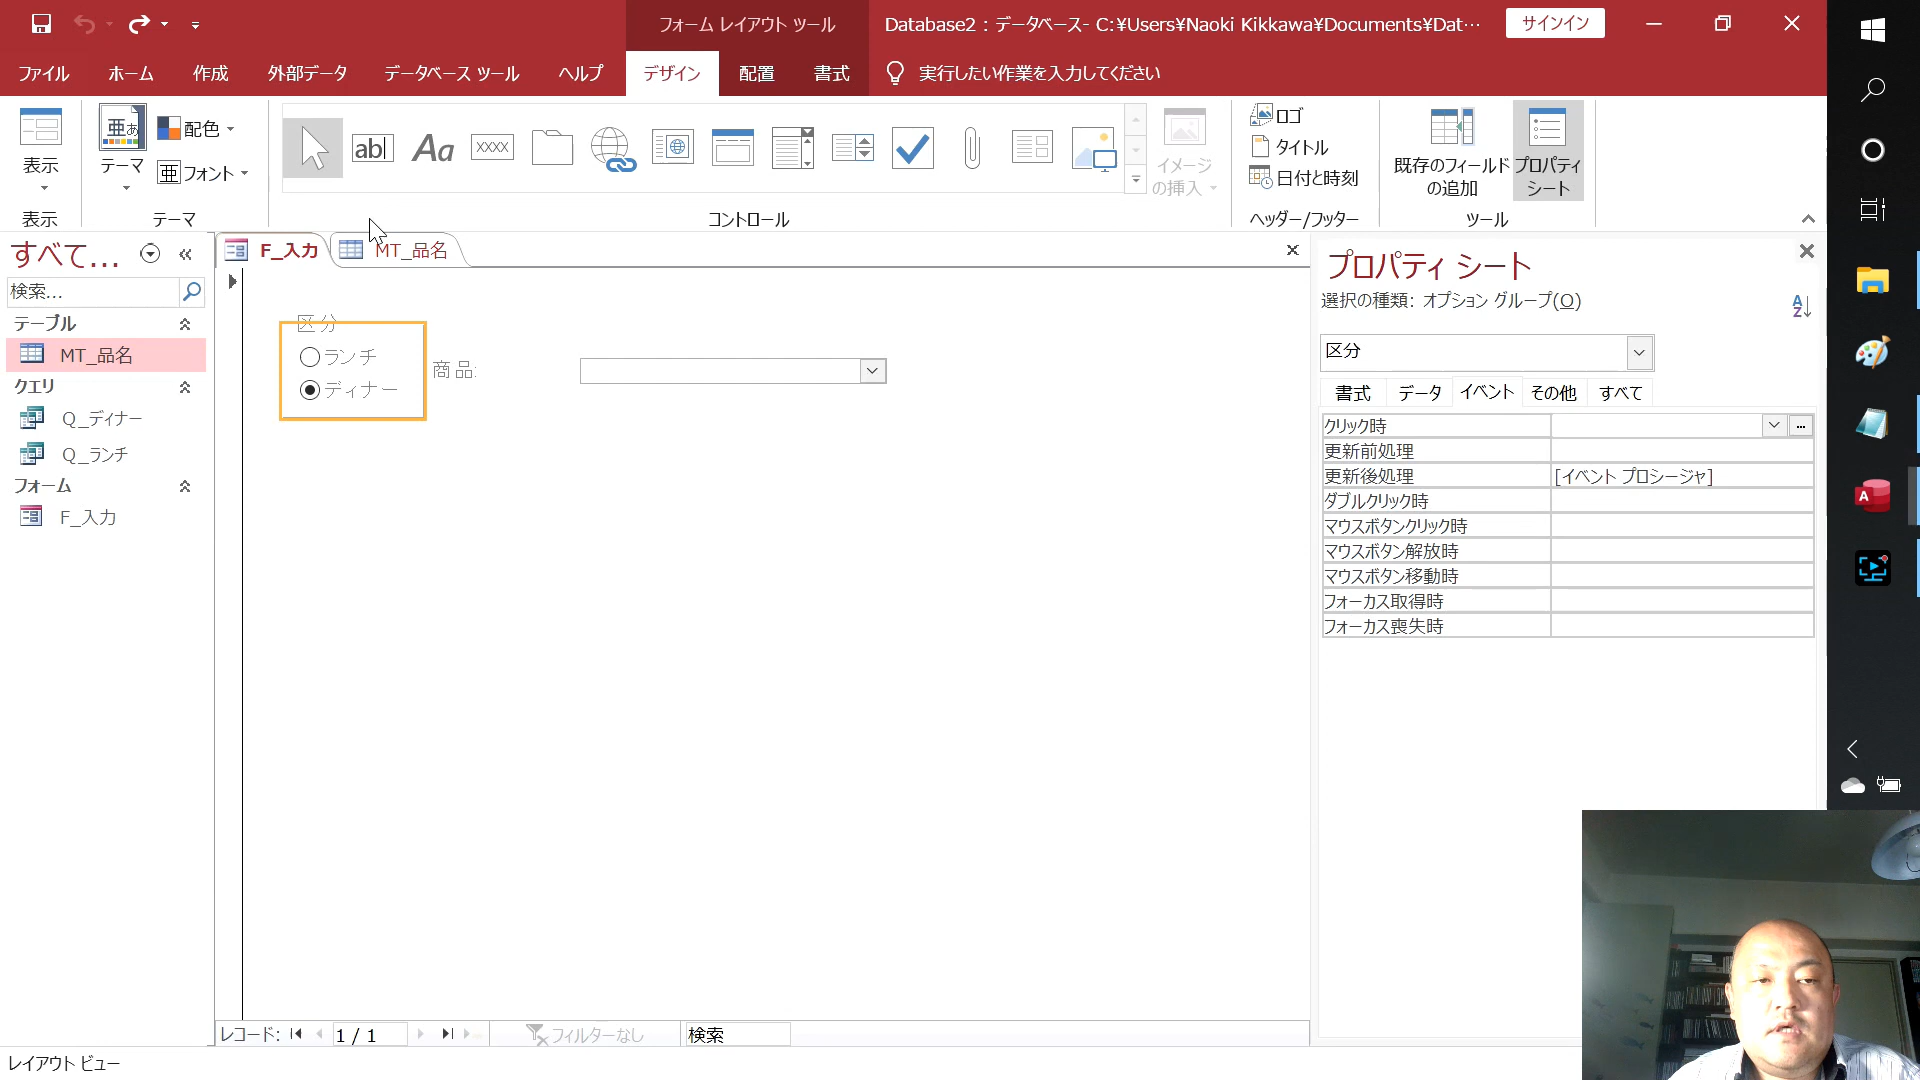 フォーム レイアウト ツール
Database2 : データベース- C:¥Users¥Naoki Kikkawa¥Documents¥Dat…
サインイン
ファイル ホーム 作成 外部データ データベース ツール ヘルプ デザイン 配置 書式 実行したい作業を入力してください
表示
表示
亜あ
テーマ
配色
亜 フォント
テーマ
ab|
Aa
XXXX
コントロール
イメージ
の挿入
ロゴ
タイトル
日付と時刻
ヘッダー/フッター
既存のフィールド
の追加
プロパティ
シート
ツール
すべて...
検索...
テーブル
MT_品名
クエリ
Q_ディナー
Q_ランチ
フォーム
F_入力
F_入力
MT_品名
区分
ランチ
ディナー
商品:
プロパティ シート
選択の種類: オプション グループ(O)
A
Z
区分
書式 データ イベント その他 すべて
クリック時 ...
更新前処理
更新後処理 [イベント プロシージャ]
ダブルクリック時
マウスボタンクリック時
マウスボタン解放時
マウスボタン移動時
フォーカス取得時
フォーカス喪失時
A
レコード: 1 / 1 フィルターなし 検索
レイアウト ビュー